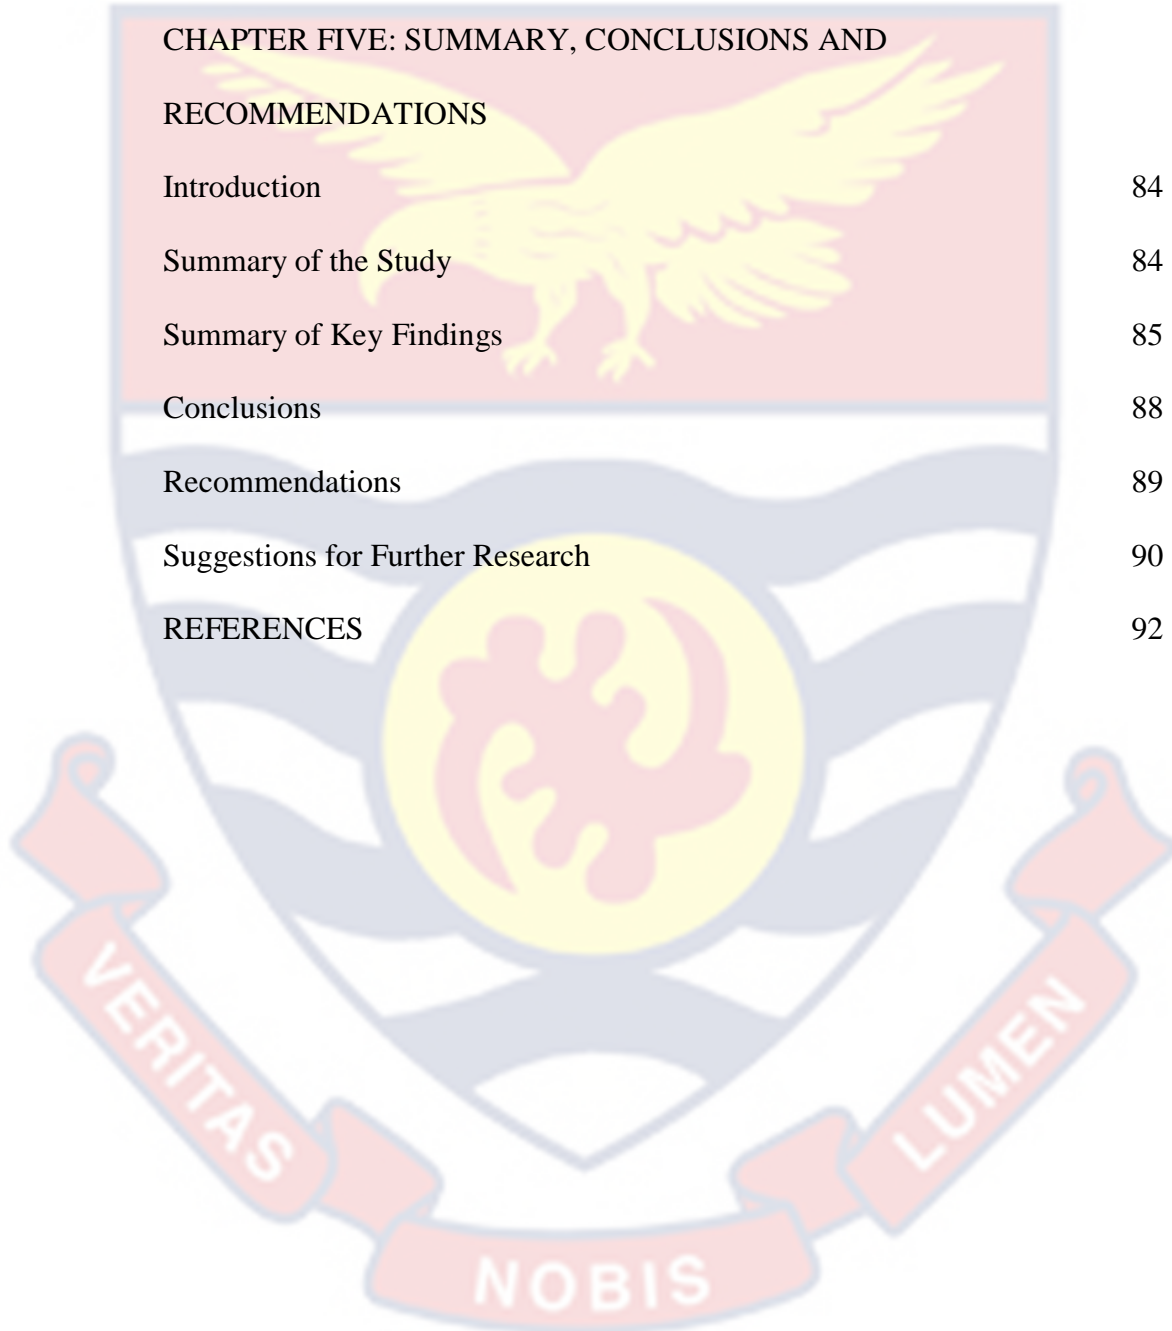 CHAPTER FIVE: SUMMARY, CONCLUSIONS AND
RECOMMENDATIONS
Introduction 84
Summary of the Study 84
Summary of Key Findings 85
Conclusions 88
Recommendations 89
Suggestions for Further Research 90
REFERENCES 92
VERITAS
NOBIS
LUMEN